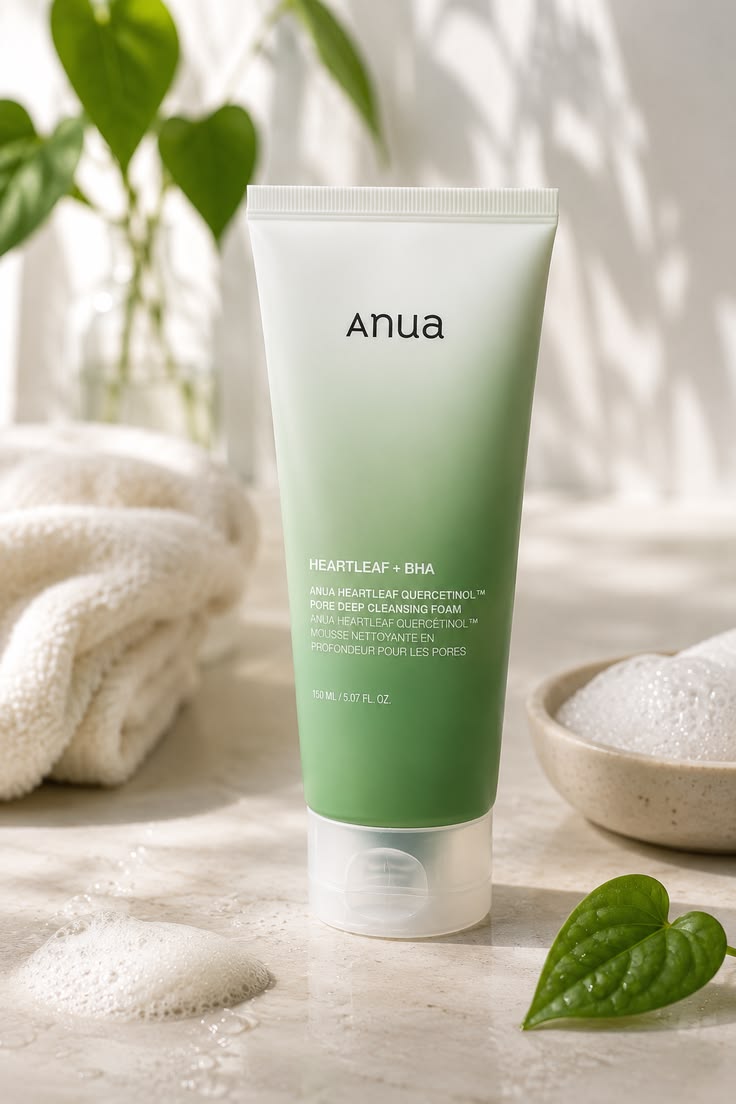 Anua
HEARTLEAF + BHA
ANUA HEARTLEAF QUERCETINOL™
PORE DEEP CLEANSING FOAM
ANUA HEARTLEAF QUERCÉTINOL™
MOUSSE NETTOYANTE EN
PROFONDEUR POUR LES PORES
150 ML / 5.07 FL. OZ.